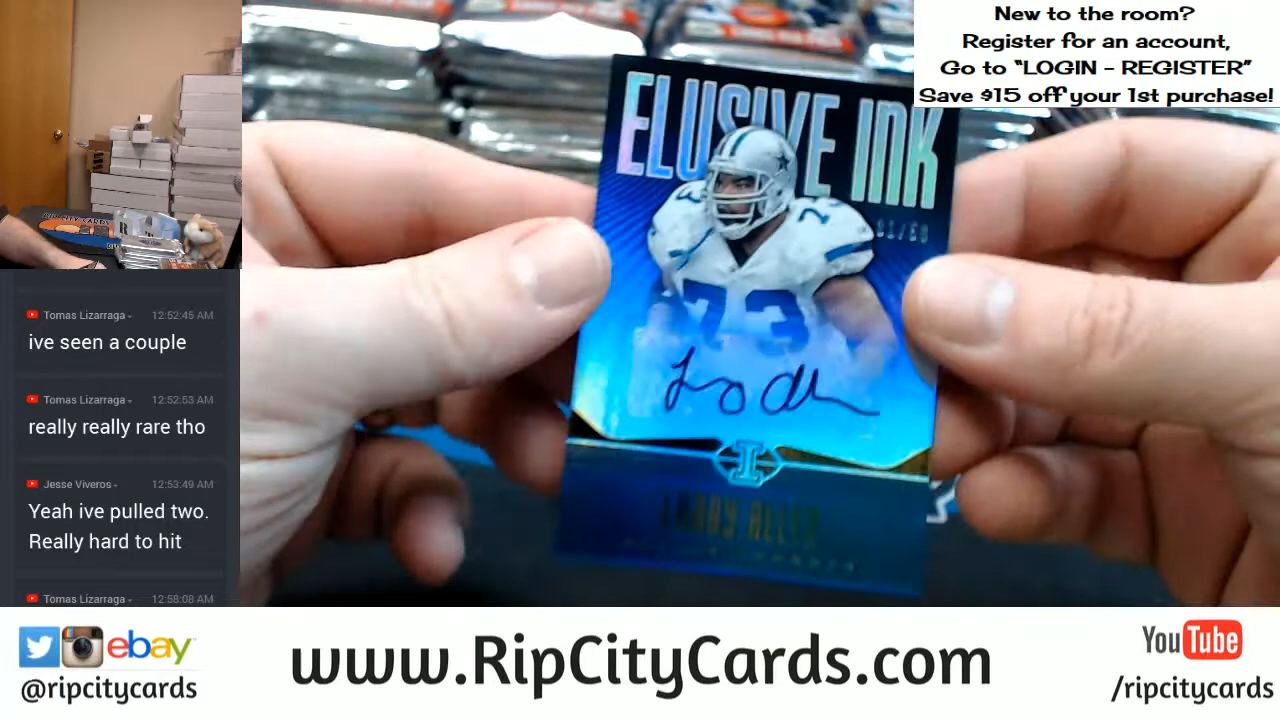 New to the room?
Register for an account,
Go to “LOGIN - REGISTER”
Save $15 off your 1st purchase!
ELUSIVE INK
73
73
LARRY ALLEN
Tomas Lizarraga
12:52:45 AM
ive seen a couple
Tomas Lizarraga
12:52:53 AM
really really rare tho
Jesse Viveros
12:53:49 AM
Yeah ive pulled two.
Really hard to hit
Tomas Lizarraga
12:58:08 AM
ebay
@ripcitycards
www.RipCityCards.com
YouTube
/ripcitycards